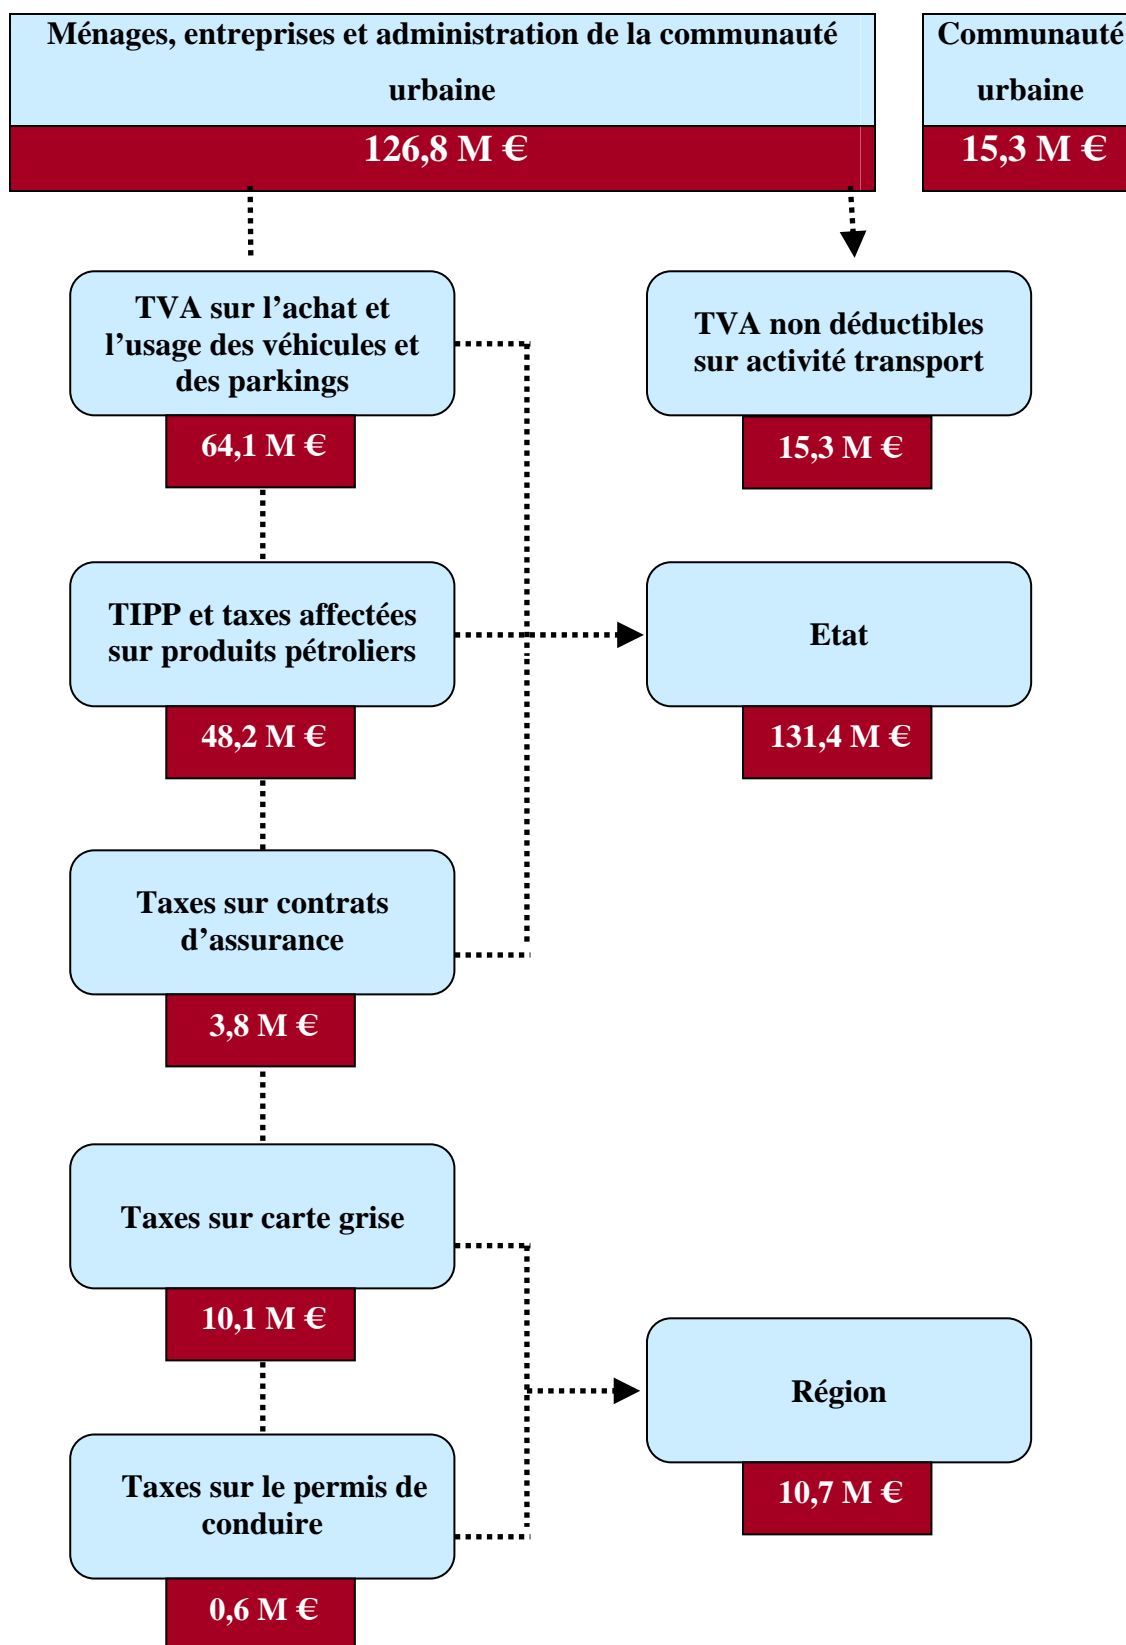 Ménages, entreprises et administration de la communauté
urbaine
126,8 M €
Communauté
urbaine
15,3 M €
TVA sur l’achat et
l’usage des véhicules et
des parkings
64,1 M €
TVA non déductibles
sur activité transport
15,3 M €
TIPP et taxes affectées
sur produits pétroliers
48,2 M €
Etat
131,4 M €
Taxes sur contrats
d’assurance
3,8 M €
Taxes sur carte grise
10,1 M €
Région
10,7 M €
Taxes sur le permis de
conduire
0,6 M €